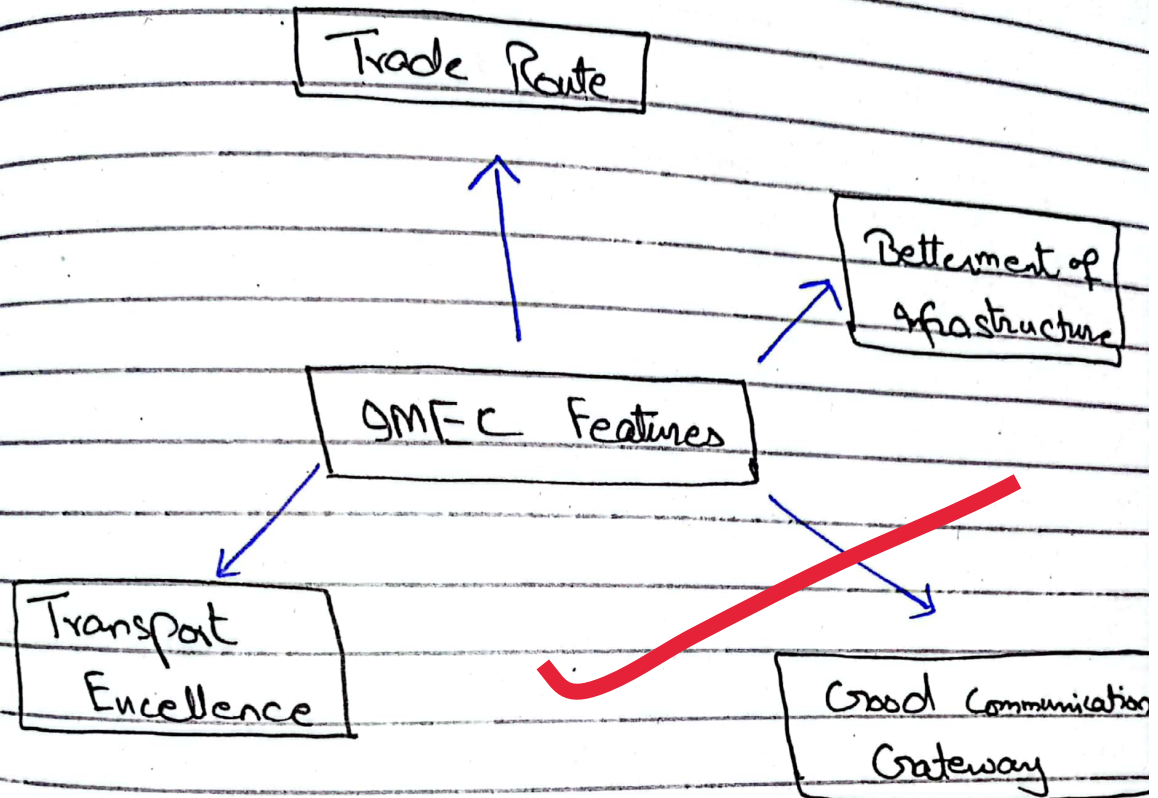 Trade Route
Betterment of
Infrastructure
IMEC Features
Transport
Excellence
Good Communication
Gateway